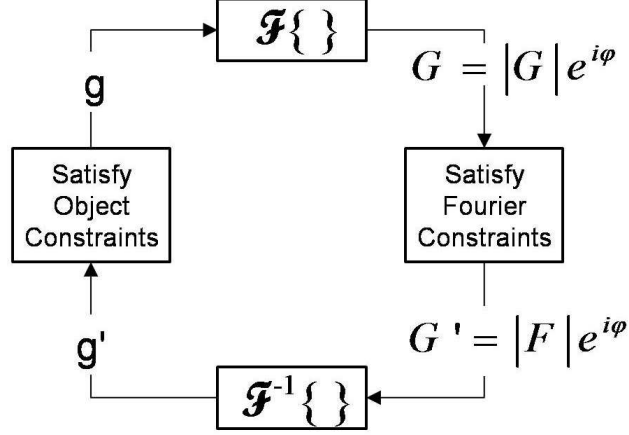 𝓕{ }
g
G = |G| e^{iφ}
Satisfy
Object
Constraints
Satisfy
Fourier
Constraints
g'
G ' = |F| e^{iφ}
𝓕^{-1}{ }